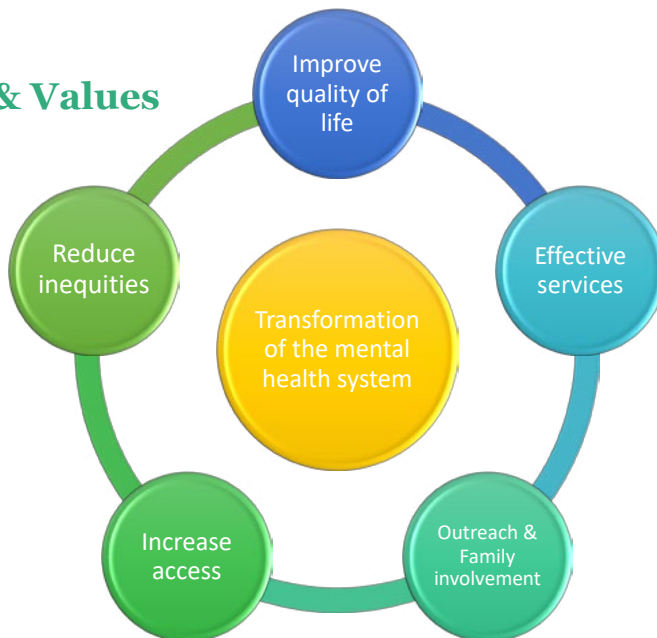 & Values
Improve
quality of
life
Effective
services
Outreach &
Family
involvement
Increase
access
Reduce
inequities
Transformation
of the mental
health system